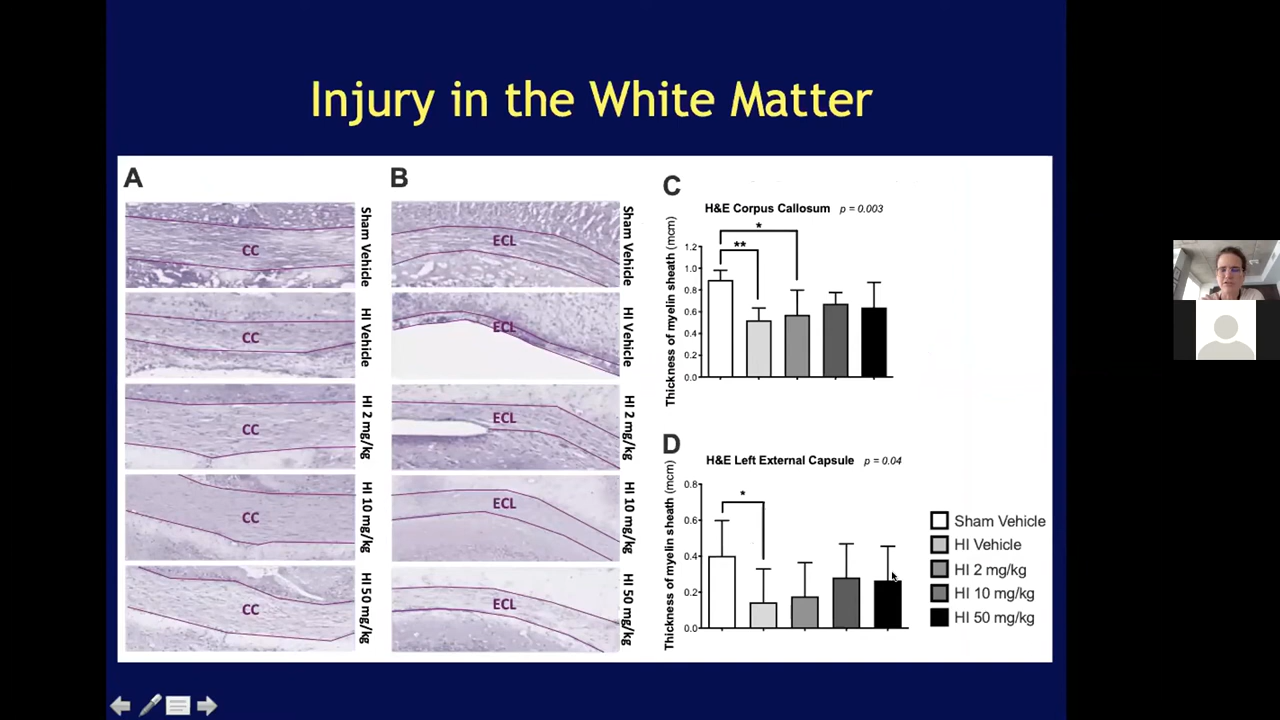 Injury in the White Matter
A
CC
Sham Vehicle
CC
HI Vehicle
CC
HI 2 mg/kg
CC
HI 10 mg/kg
CC
HI 50 mg/kg
B
ECL
Sham Vehicle
ECL
HI Vehicle
ECL
HI 2 mg/kg
ECL
HI 10 mg/kg
ECL
HI 50 mg/kg
C
H&E Corpus Callosum p = 0.003
Thickness of myelin sheath (mcm)
*
**
1.2
1.0
0.8
0.6
0.4
0.2
0.0
D
H&E Left External Capsule p = 0.04
Thickness of myelin sheath (mcm)
*
0.8
0.6
0.4
0.2
0.0
Sham Vehicle
HI Vehicle
HI 2 mg/kg
HI 10 mg/kg
HI 50 mg/kg